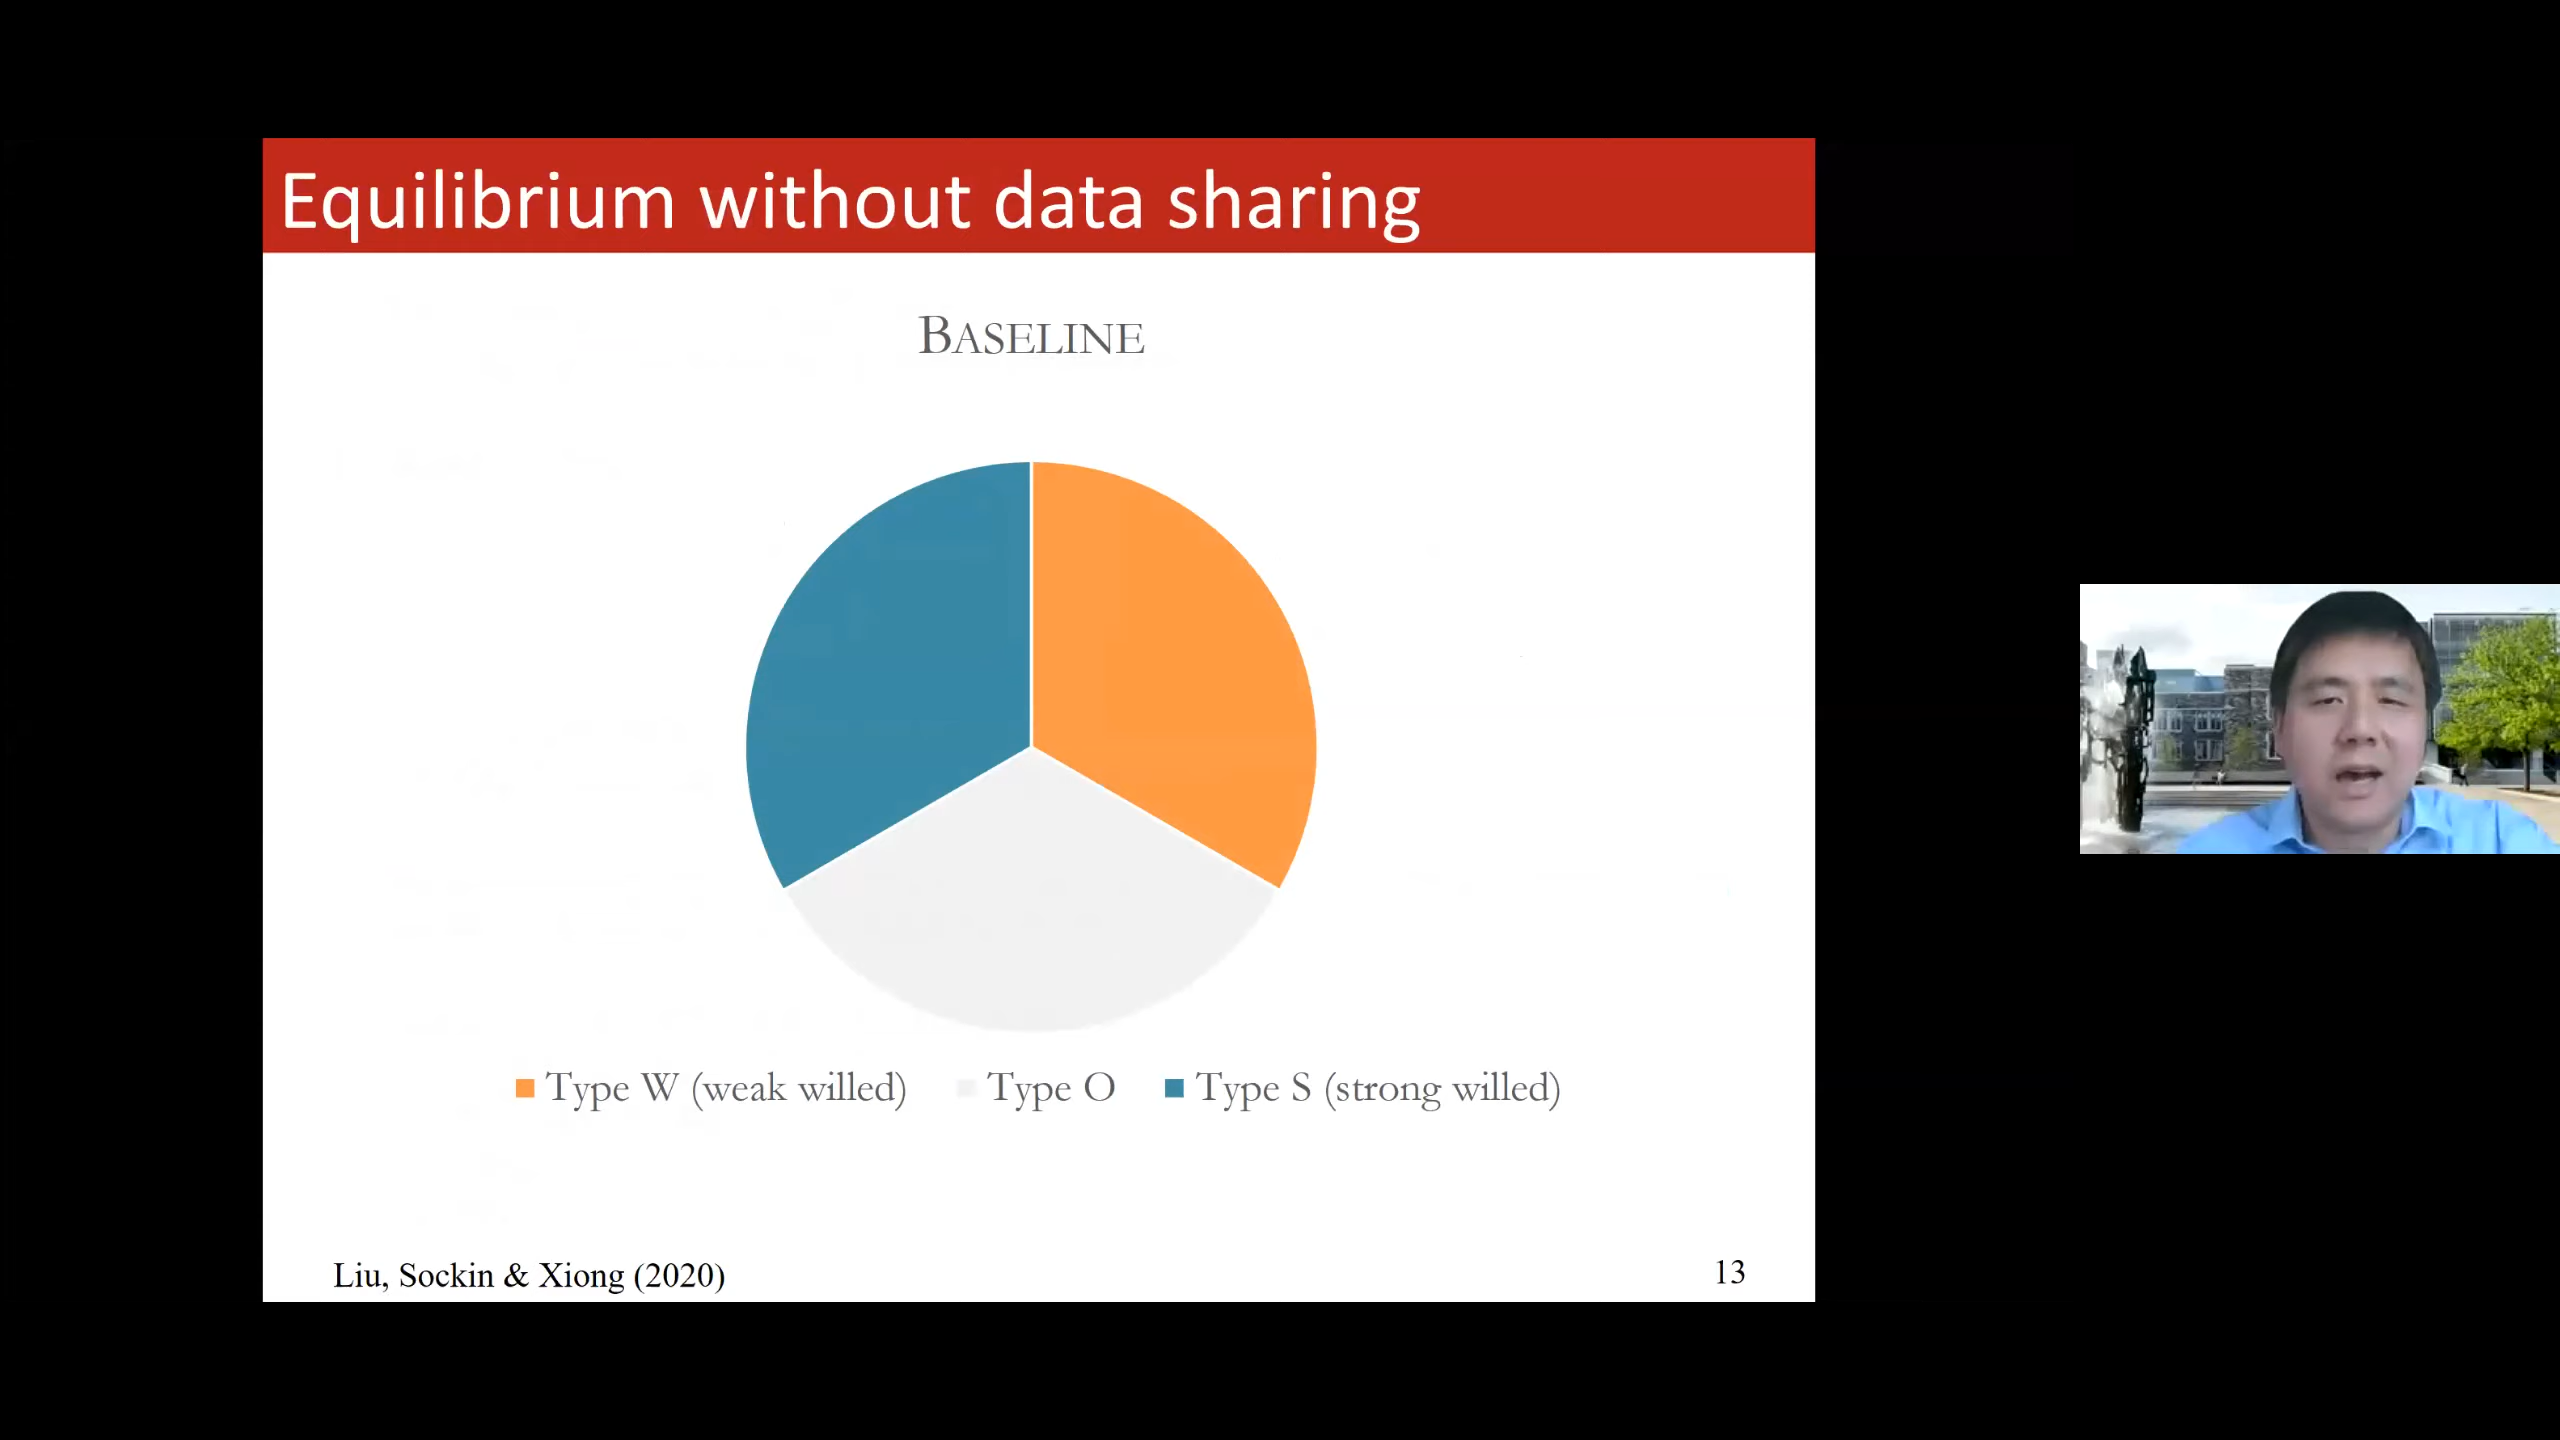 Equilibrium without data sharing
BASELINE
Type W (weak willed) Type O Type S (strong willed)
Liu, Sockin & Xiong (2020) 13